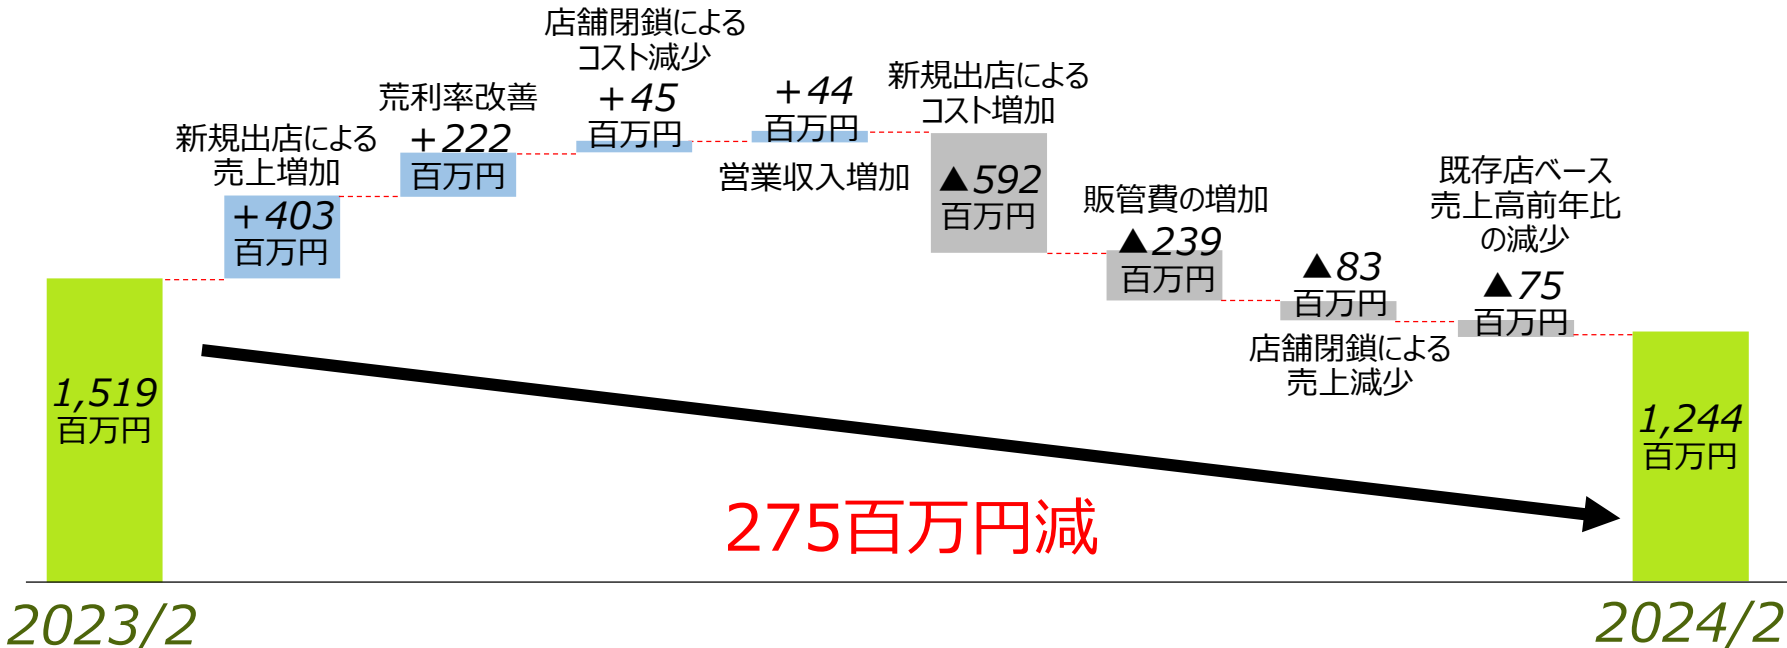 1,519
百万円
2023/2
新規出店による
売上増加
+403
百万円
荒利率改善
+222
百万円
店舗閉鎖による
コスト減少
+45
百万円
+44
百万円
営業収入増加
新規出店による
コスト増加
▲592
百万円
販管費の増加
▲239
百万円
▲83
百万円
店舗閉鎖による
売上減少
既存店ベース
売上高前年比
の減少
▲75
百万円
275百万円減
1,244
百万円
2024/2